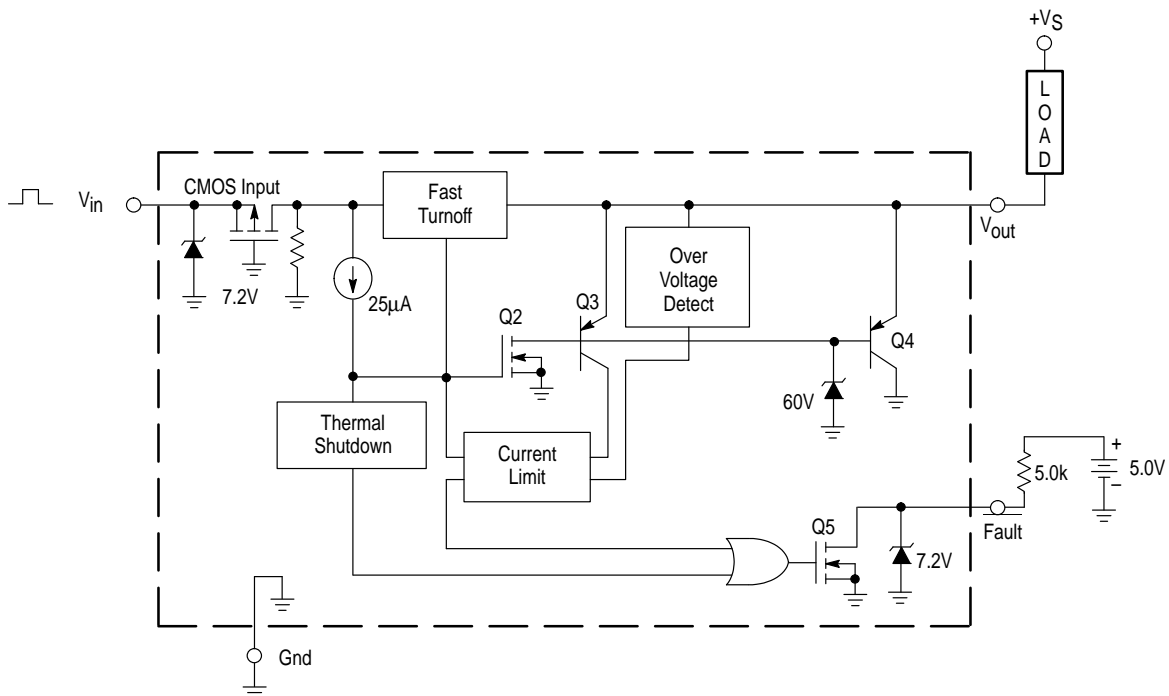 +VS
L
O
A
D
CMOS Input
Vin
Fast
Turnoff
Vout
Over
Voltage
Detect
7.2V
25μA
Q3
Q2
Q4
60V
Thermal
Shutdown
Current
Limit
+
5.0k
5.0V
–
Q5
Fault
7.2V
Gnd